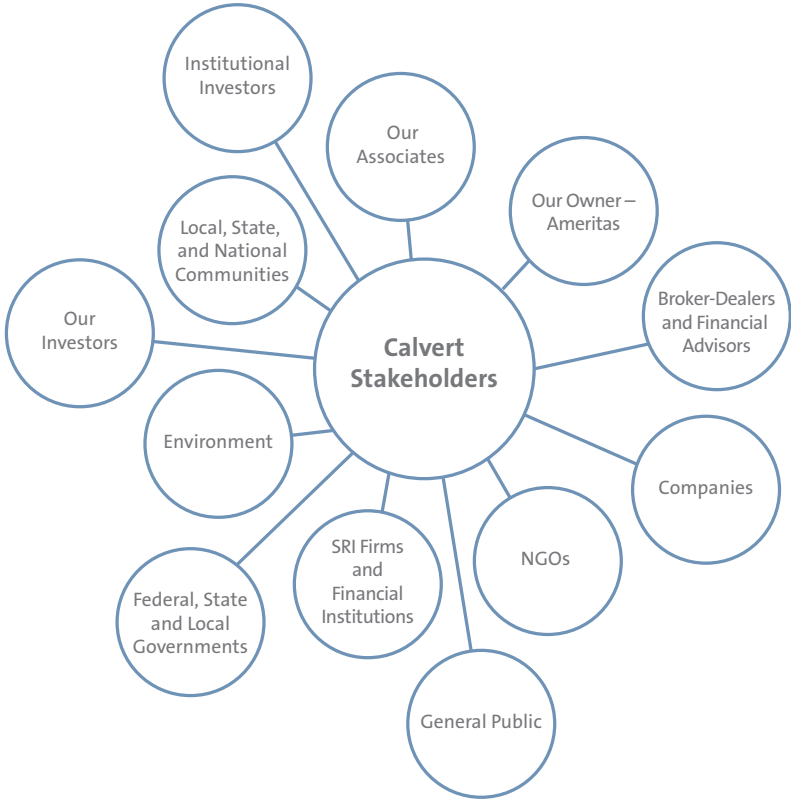 Institutional
Investors
Our
Associates
Our Owner –
Ameritas
Local, State,
and National
Communities
Broker-Dealers
and Financial
Advisors
Our
Investors
Calvert
Stakeholders
Environment
Companies
SRI Firms
and
Financial
Institutions
NGOs
Federal, State
and Local
Governments
General Public